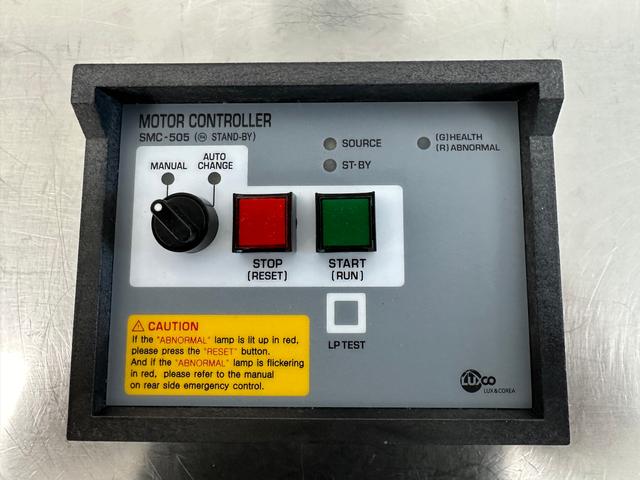 MOTOR CONTROLLER
SMC-505 (STAND-BY)
SOURCE
ST-BY
(G)HEALTH
(R)ABNORMAL
MANUAL
AUTO
CHANGE
STOP
(RESET)
START
(RUN)
LP TEST
CAUTION
If the "ABNORMAL" lamp is lit up in red,
please press the "RESET" button.
And if the "ABNORMAL" lamp is flickering
in red, please refer to the manual
on rear side emergency control.
LUXCO
LUX&COREA